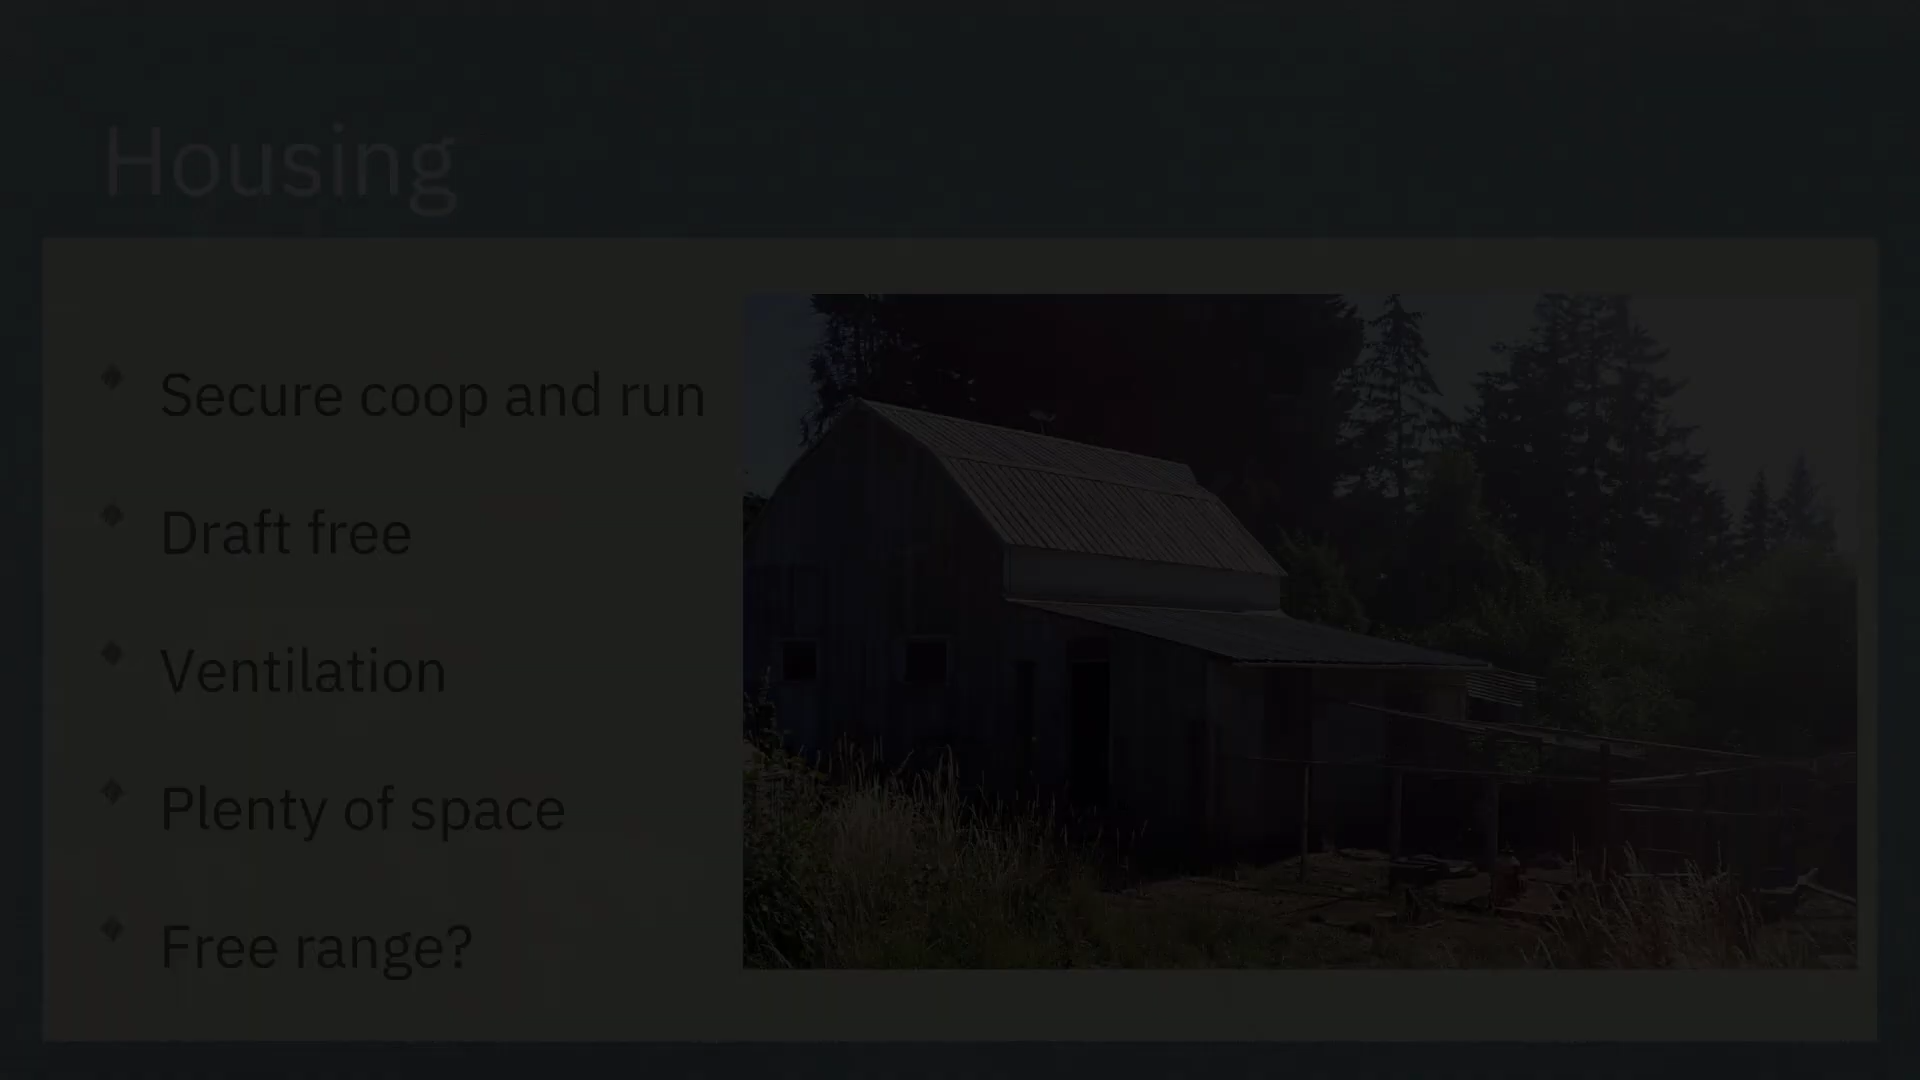 Housing
Secure coop and run
Draft free
Ventilation
Plenty of space
Free range?